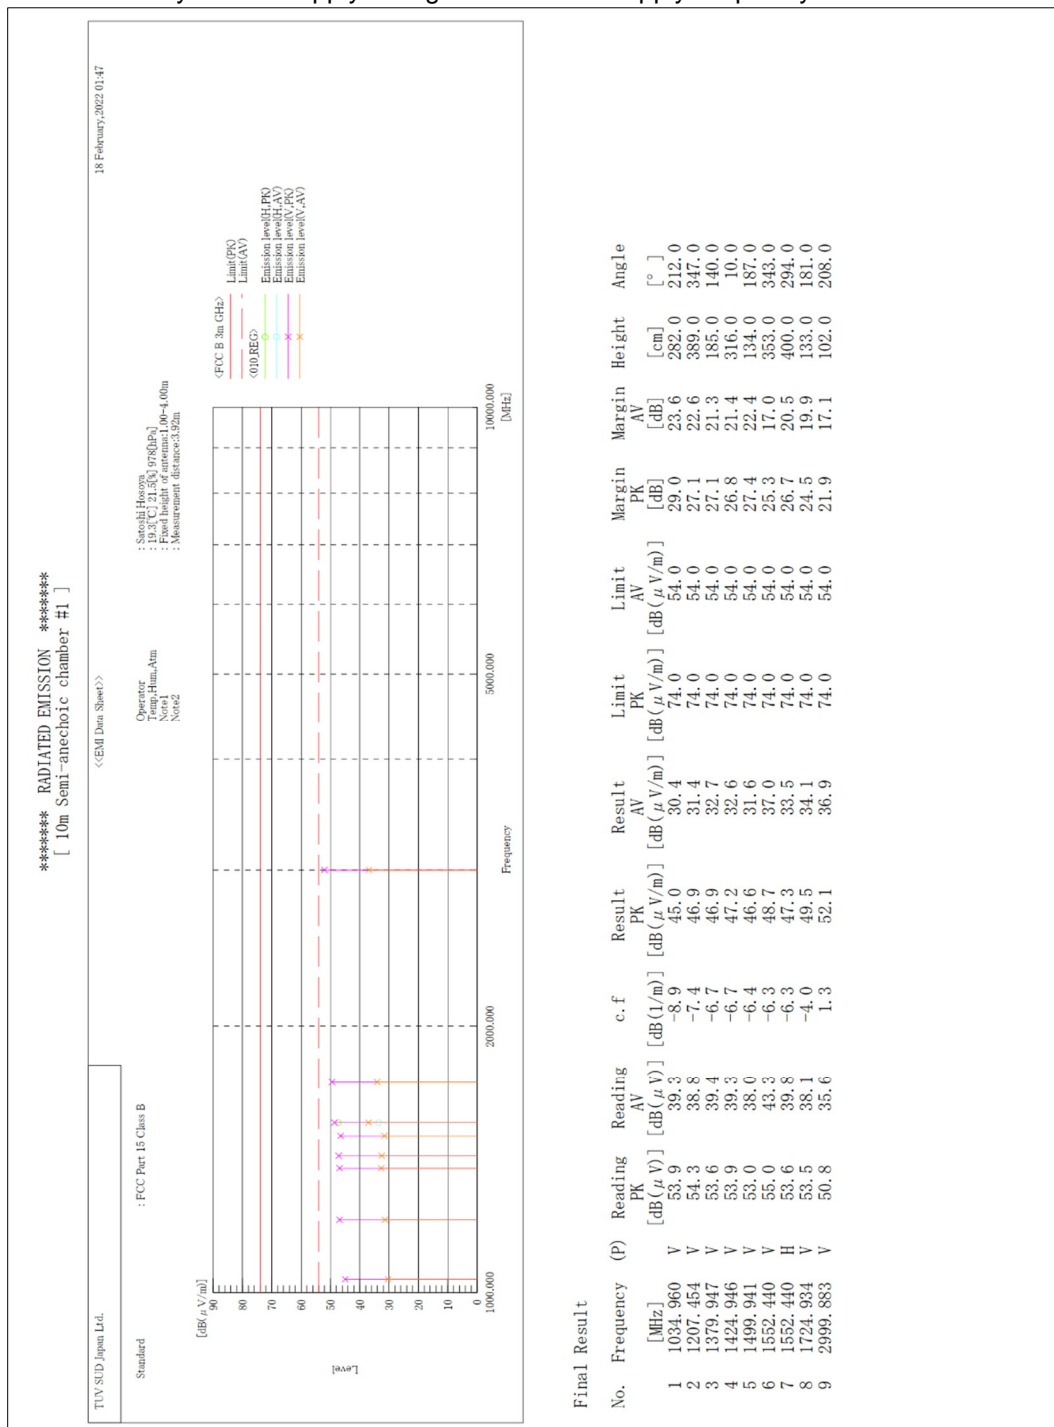 ******* RADIATED EMISSION *******
[ 10m Semi-anechoic chamber #1 ]
TUV SUD Japan Ltd.
<<EMI Data Sheet>>
18 February,2022 01:47
Standard : FCC Part 15 Class B
Operator : Satoshi Hosoya
Temp,Hum,Atm : 19.3[℃] 21.5[%] 978[hPa]
Note1 : Fixed height of antenna:1.00-4.00m
Note2 : Measurement distance:3.92m
<FCC B 3m GHz>
Limit(PK)
Limit(AV)
<010_REG>
Emission level(H,PK)
Emission level(H,AV)
Emission level(V,PK)
Emission level(V,AV)
[dB(μV/m)]
90
80
70
60
50
40
30
20
10
0
Level
1000.000 2000.000 5000.000 10000.000
Frequency [MHz]
Final Result
No. Frequency (P) Reading Reading c.f Result Result Limit Limit Margin Margin Height Angle
PK AV PK AV PK AV PK AV
[MHz] [dB(μV)] [dB(μV)] [dB(1/m)] [dB(μV/m)] [dB(μV/m)] [dB(μV/m)] [dB(μV/m)] [dB] [dB] [cm] [°]
1 1034.960 V 53.9 39.3 -8.9 45.0 30.4 74.0 54.0 29.0 23.6 282.0 212.0
2 1207.454 V 54.3 38.8 -7.4 46.9 31.4 74.0 54.0 27.1 22.6 389.0 347.0
3 1379.947 V 53.6 39.4 -6.7 46.9 32.7 74.0 54.0 27.1 21.3 185.0 140.0
4 1424.946 V 53.9 39.3 -6.7 47.2 32.6 74.0 54.0 26.8 21.4 316.0 10.0
5 1499.941 V 53.0 38.0 -6.4 46.6 31.6 74.0 54.0 27.4 22.4 134.0 187.0
6 1552.440 V 55.0 43.3 -6.3 48.7 37.0 74.0 54.0 25.3 17.0 353.0 343.0
7 1552.440 H 53.6 39.8 -6.3 47.3 33.5 74.0 54.0 26.7 20.5 400.0 294.0
8 1724.934 V 53.5 38.1 -4.0 49.5 34.1 74.0 54.0 24.5 19.9 133.0 181.0
9 2999.883 V 50.8 35.6 1.3 52.1 36.9 74.0 54.0 21.9 17.1 102.0 208.0